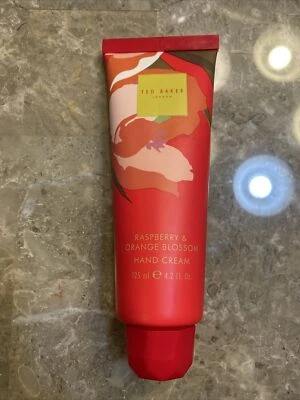 TED BAKER
LONDON
RASPBERRY &
ORANGE BLOSSOM
HAND CREAM
125 ml ℮ 4.2 fl. oz.